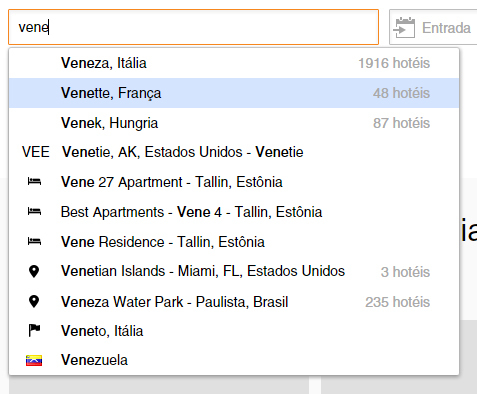 vene
Entrada
Veneza, Itália 1916 hotéis
Venette, França 48 hotéis
Venek, Hungria 87 hotéis
VEE Venetie, AK, Estados Unidos - Venetie
Vene 27 Apartment - Tallin, Estônia
Best Apartments - Vene 4 - Tallin, Estônia
Vene Residence - Tallin, Estônia
Venetian Islands - Miami, FL, Estados Unidos 3 hotéis
Veneza Water Park - Paulista, Brasil 235 hotéis
Veneto, Itália
Venezuela